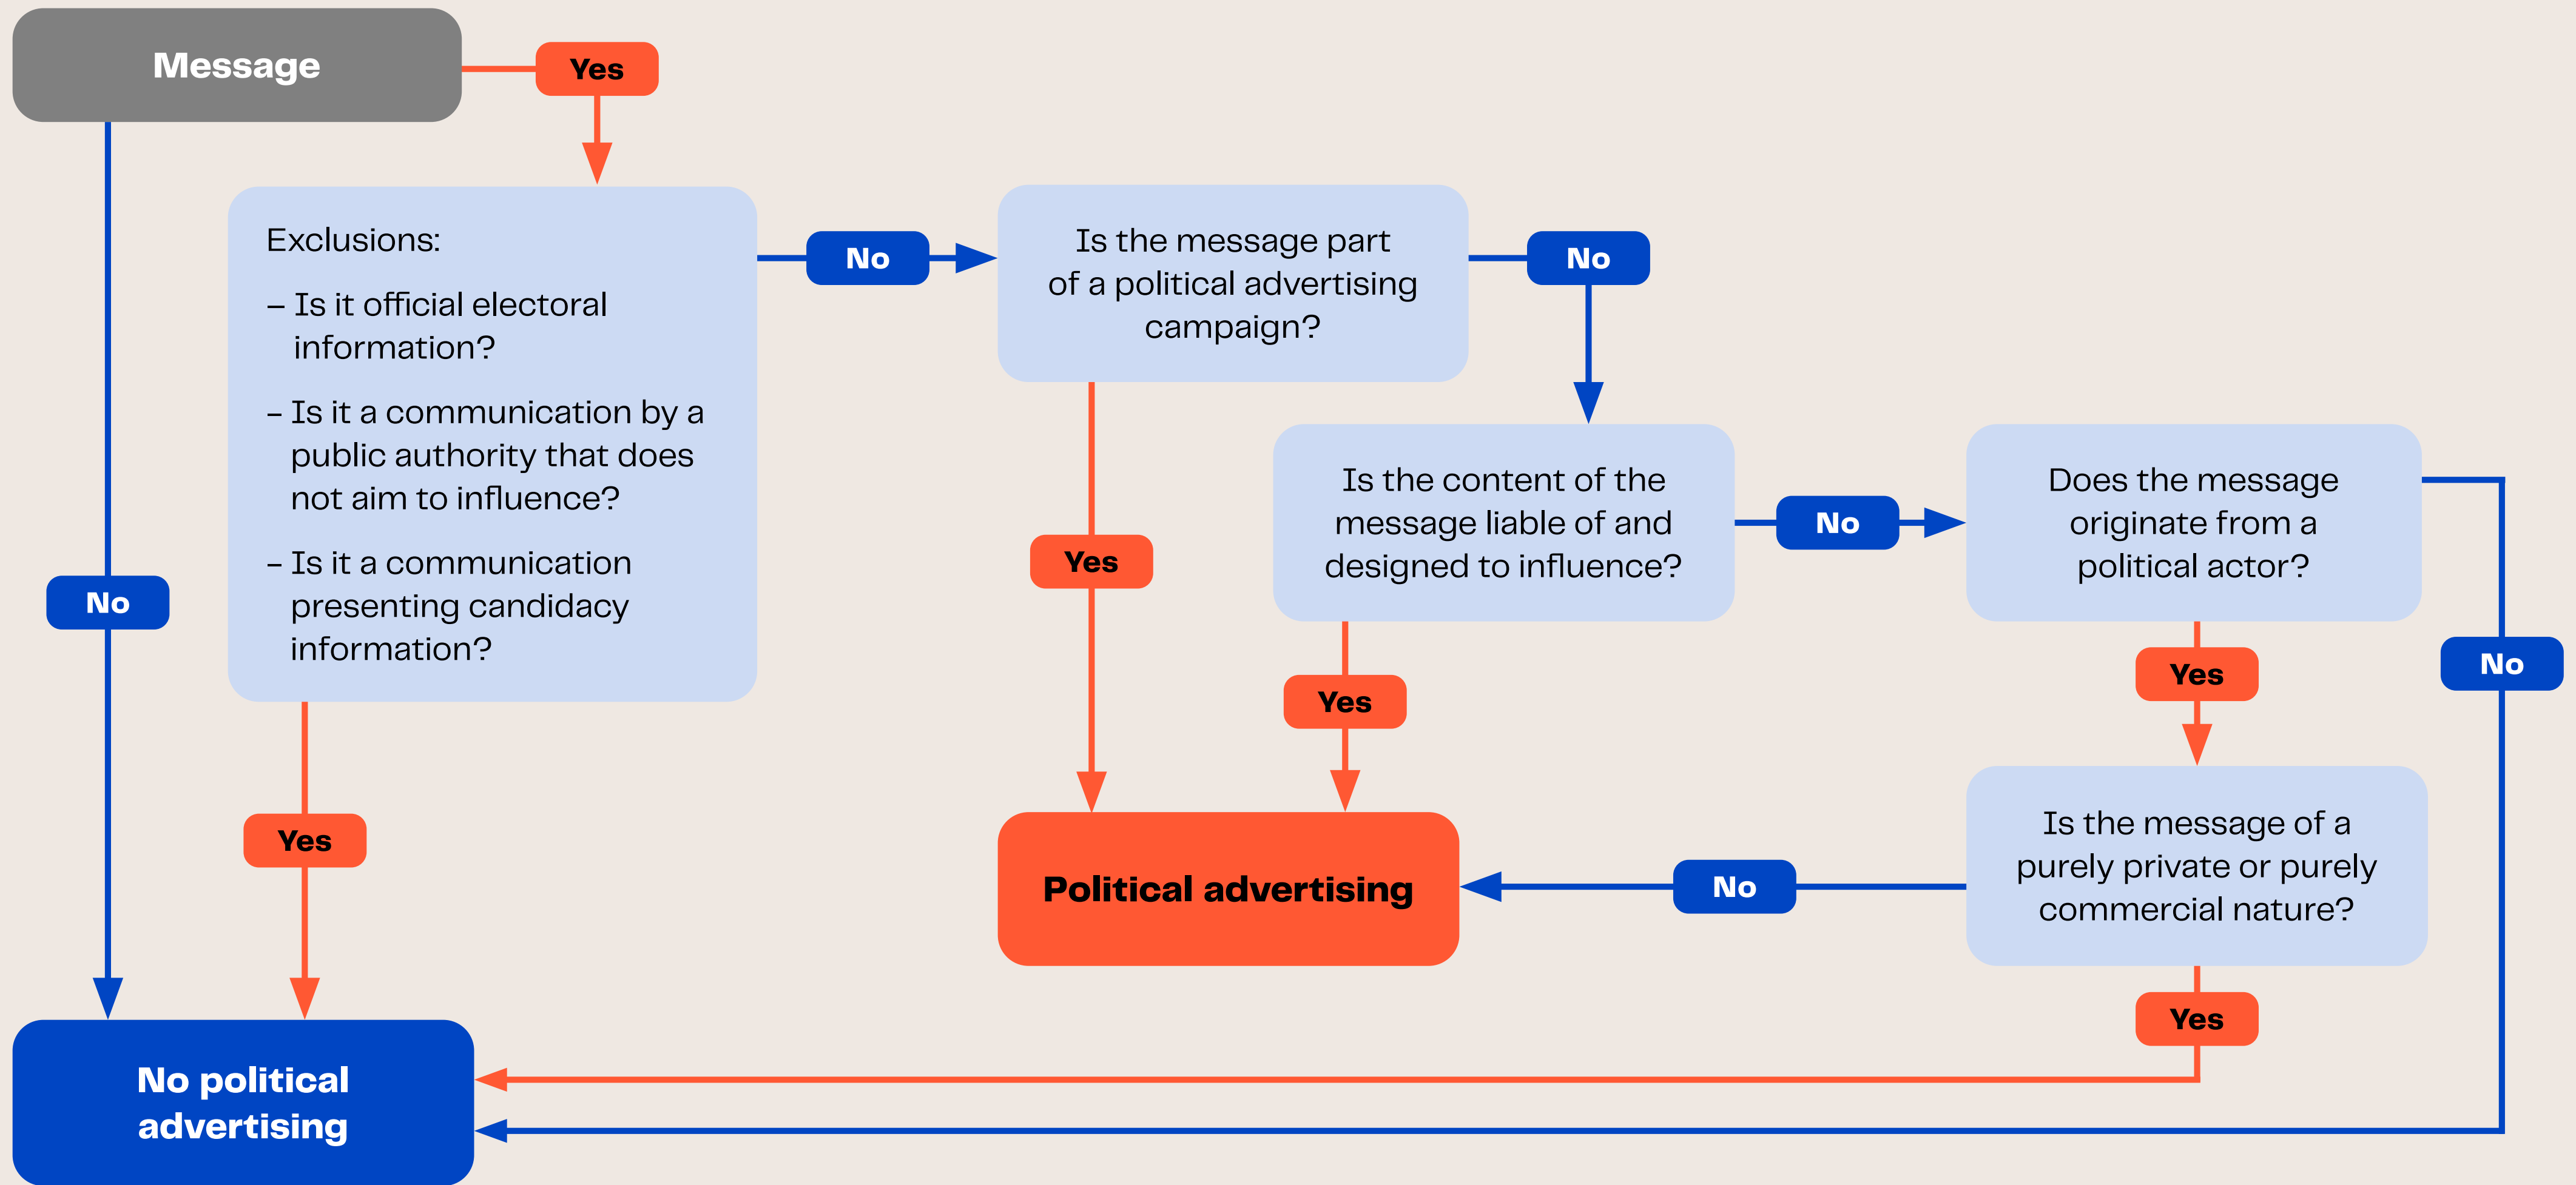 Message
Yes
Exclusions:
– Is it official electoral
information?
– Is it a communication by a
public authority that does
not aim to influence?
– Is it a communication
presenting candidacy
information?
No
Is the message part
of a political advertising
campaign?
No
Is the content of the
message liable of and
designed to influence?
No
Does the message
originate from a
political actor?
No
Yes
Yes
Yes
No
Yes
Is the message of a
purely private or purely
commercial nature?
No
Political advertising
Yes
No political
advertising